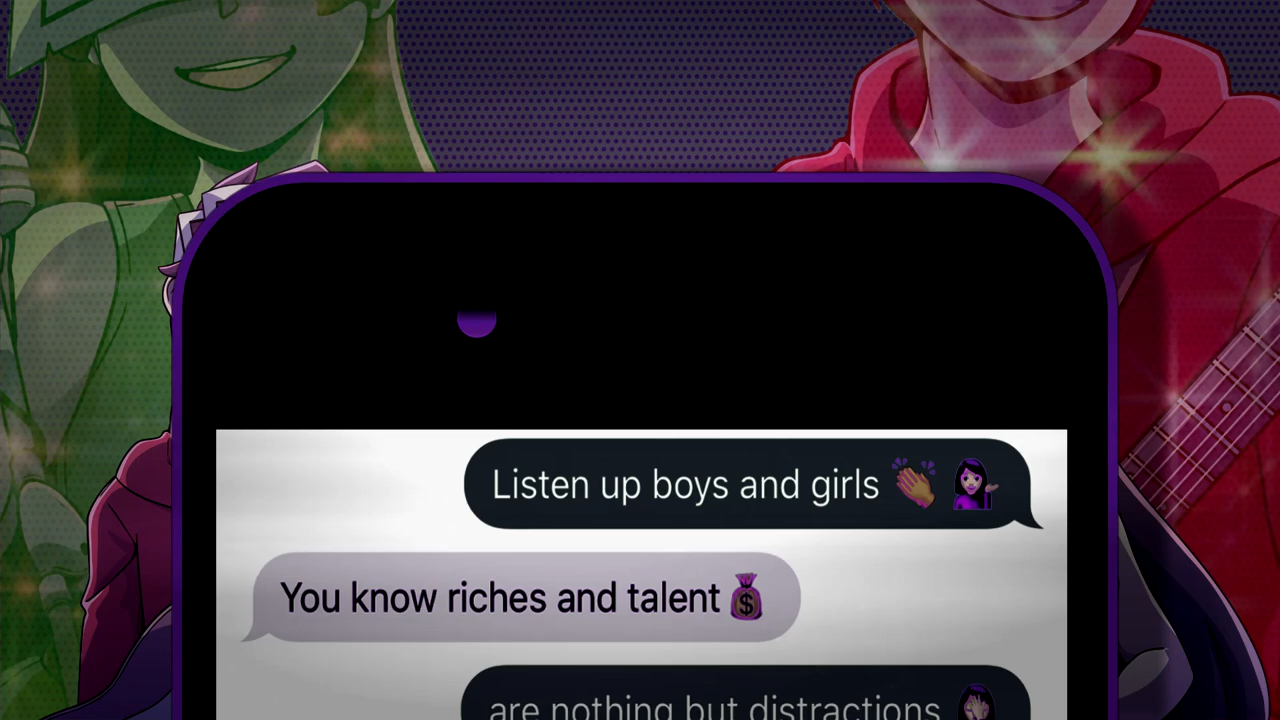 Listen up boys and girls 👏 💁‍♀️
You know riches and talent 💰
are nothing but distractions 🤦‍♀️